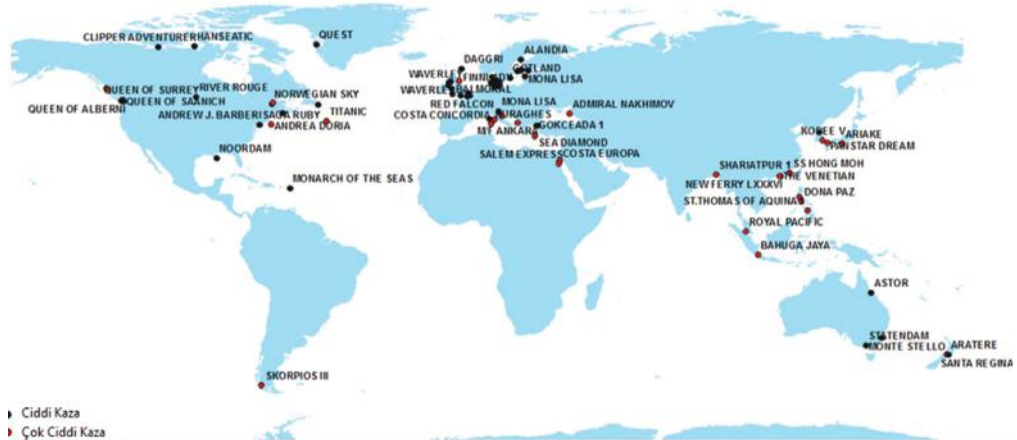 CLIPPER ADVENTURER
HANSEATIC
QUEST
DAGGRI
ALANDIA
GOTLAND
WAVERLEY
MONA LISA
QUEEN OF SURREY
RIVER ROUGE
NORWEGIAN SKY
WAVERLEY
BALMORAL
QUEEN OF SAANICH
TITANIC
RED FALCON
MONA LISA
ADMIRAL NAKHIMOV
QUEEN OF ALBERNI
ANDREW J. BARBERI
SAGA RUBY
COSTA CONCORDIA
ANDREA DORIA
M/F ANKARA
GOKCEADA 1
SEA DIAMOND
ARIAKE
PANSTAR DREAM
NOORDAM
SALEM EXPRESS
COSTA EUROPA
SHARIATPUR 1
SS HONG MOH
MONARCH OF THE SEAS
THE VENETIAN
NEW FERRY LXXXVI
DONA PAZ
ST.THOMAS OF AQUINAS
ROYAL PACIFIC
BAHUGA JAYA
ASTOR
STATENDAM
MONTE STELLO
ARATERE
SANTA REGINA
SKORPIOS III
Ciddi Kaza
Çok Ciddi Kaza